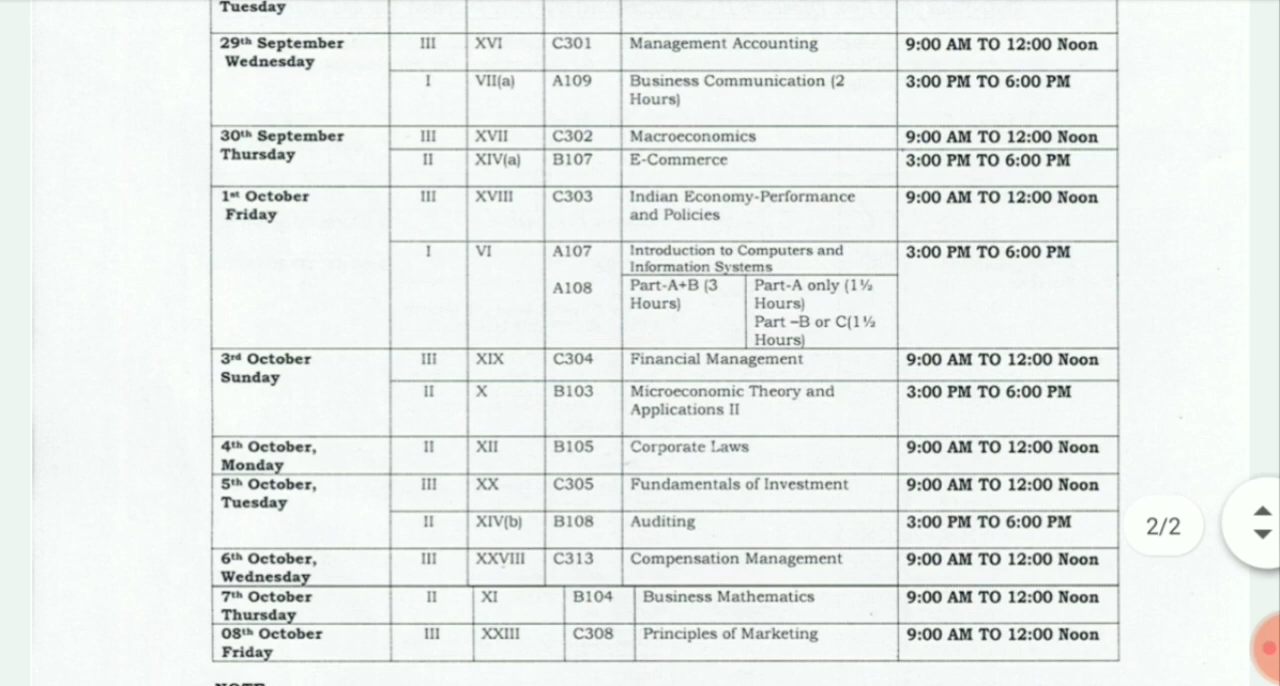 Tuesday
29th September III XVI C301 Management Accounting 9:00 AM TO 12:00 Noon
Wednesday
I VII(a) A109 Business Communication (2 3:00 PM TO 6:00 PM
Hours)
30th September III XVII C302 Macroeconomics 9:00 AM TO 12:00 Noon
Thursday
II XIV(a) B107 E-Commerce 3:00 PM TO 6:00 PM
1st October III XVIII C303 Indian Economy-Performance 9:00 AM TO 12:00 Noon
Friday and Policies
I VI A107 Introduction to Computers and 3:00 PM TO 6:00 PM
Information Systems
A108 Part-A+B (3 Part-A only (1½
Hours) Hours)
Part –B or C(1½
Hours)
3rd October III XIX C304 Financial Management 9:00 AM TO 12:00 Noon
Sunday
II X B103 Microeconomic Theory and 3:00 PM TO 6:00 PM
Applications II
4th October, II XII B105 Corporate Laws 9:00 AM TO 12:00 Noon
Monday
5th October, III XX C305 Fundamentals of Investment 9:00 AM TO 12:00 Noon
Tuesday
II XIV(b) B108 Auditing 3:00 PM TO 6:00 PM
2/2
6th October, III XXVIII C313 Compensation Management 9:00 AM TO 12:00 Noon
Wednesday
7th October II XI B104 Business Mathematics 9:00 AM TO 12:00 Noon
Thursday
08th October III XXIII C308 Principles of Marketing 9:00 AM TO 12:00 Noon
Friday